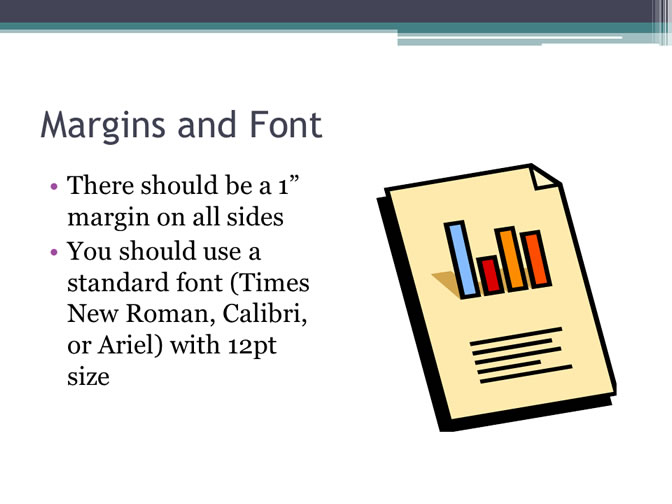 Margins and Font
• There should be a 1” 
margin on all sides
• You should use a
standard font (Times
New Roman, Calibri,
or Ariel) with 12pt
size